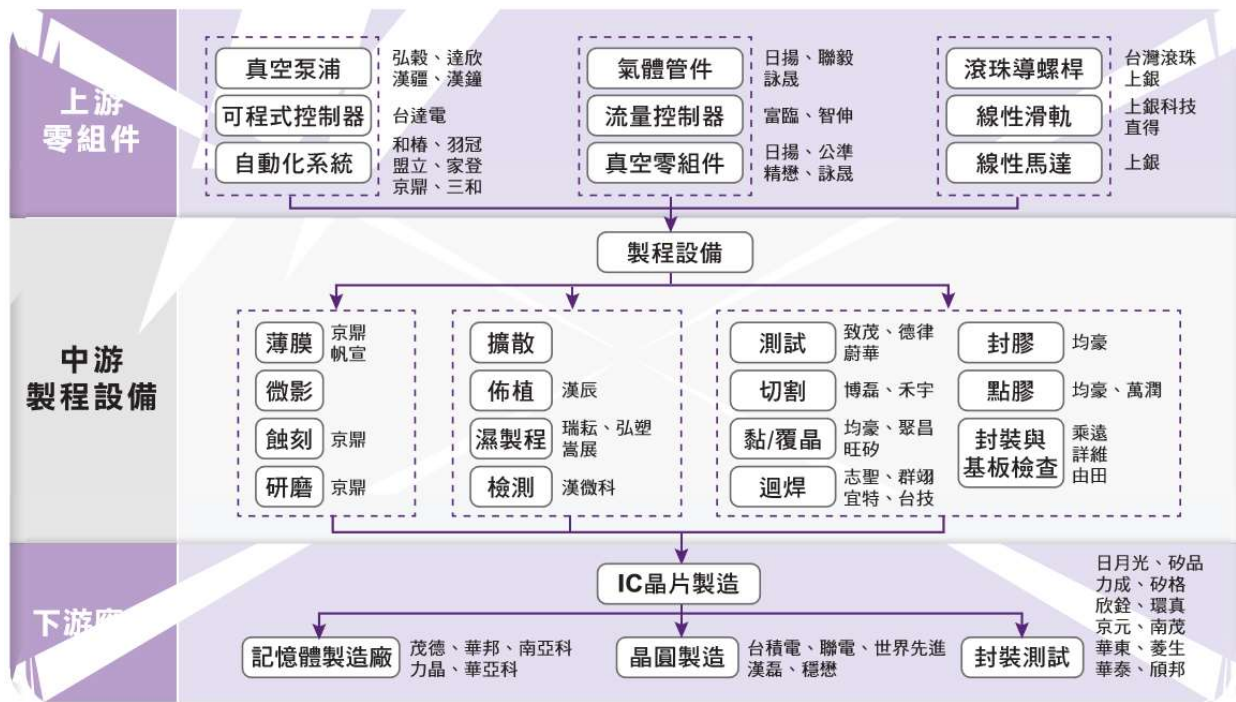 上游
零組件
真空泵浦
弘毅、達欣
漢疆、漢鐘
可程式控制器
台達電
自動化系統
和椿、羽冠
盟立、家登
京鼎、三和
氣體管件
日揚、聯毅
詠晟
流量控制器
富臨、智伸
真空零組件
日揚、公準
精懋、詠晟
滾珠導螺桿
台灣滾珠
上銀
線性滑軌
上銀科技
直得
線性馬達
上銀
中游
製程設備
製程設備
薄膜
京鼎
帆宣
微影
蝕刻
京鼎
研磨
京鼎
擴散
佈植
漢辰
濕製程
瑞耘、弘塑
嵩展
檢測
漢微科
測試
致茂、德律
蔚華
切割
博磊、禾宇
黏/覆晶
均豪、聚昌
旺矽
迴焊
志聖、群翊
宜特、台技
封膠
均豪
點膠
均豪、萬潤
封裝與
基板檢查
乘遠
詳維
由田
下游
IC晶片製造
記憶體製造廠
茂德、華邦、南亞科
力晶、華亞科
晶圓製造
台積電、聯電、世界先進
漢磊、穩懋
封裝測試
日月光、矽品
力成、矽格
欣銓、環真
京元、南茂
華東、菱生
華泰、頎邦